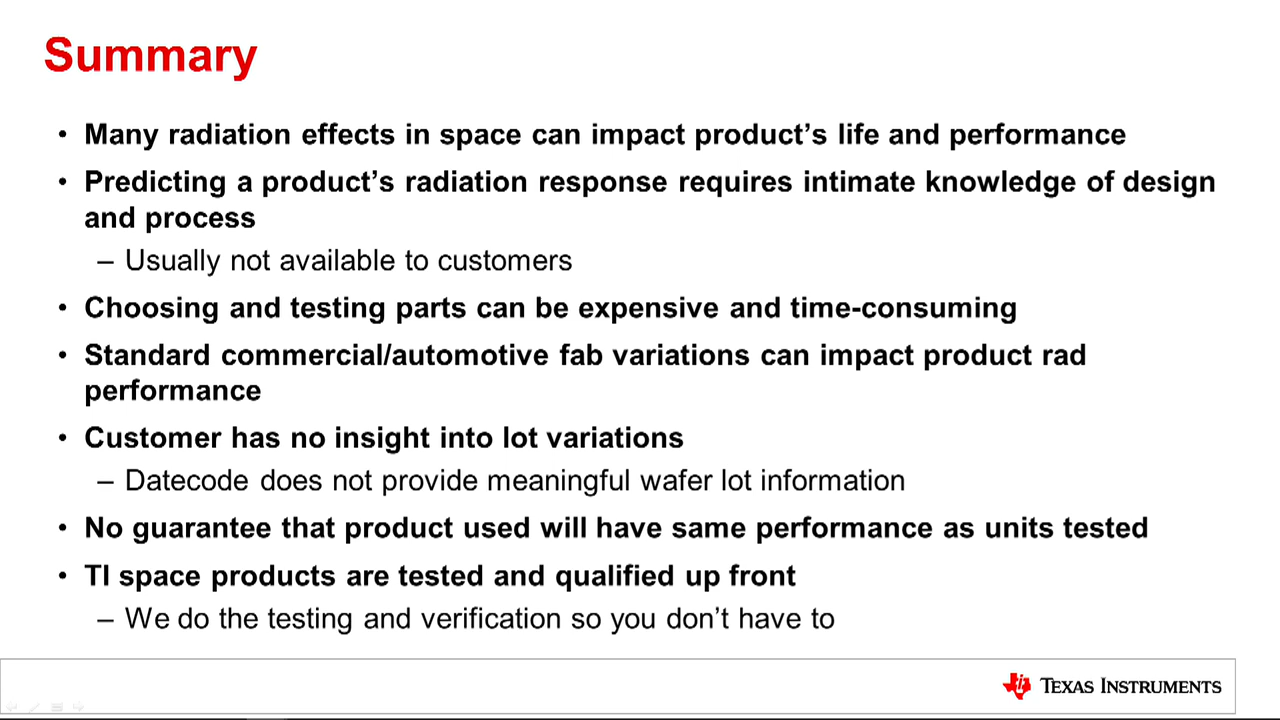 Summary
• Many radiation effects in space can impact product’s life and performance
• Predicting a product’s radiation response requires intimate knowledge of design
and process
– Usually not available to customers
• Choosing and testing parts can be expensive and time-consuming
• Standard commercial/automotive fab variations can impact product rad
performance
• Customer has no insight into lot variations
– Datecode does not provide meaningful wafer lot information
• No guarantee that product used will have same performance as units tested
• TI space products are tested and qualified up front
– We do the testing and verification so you don’t have to
TEXAS INSTRUMENTS